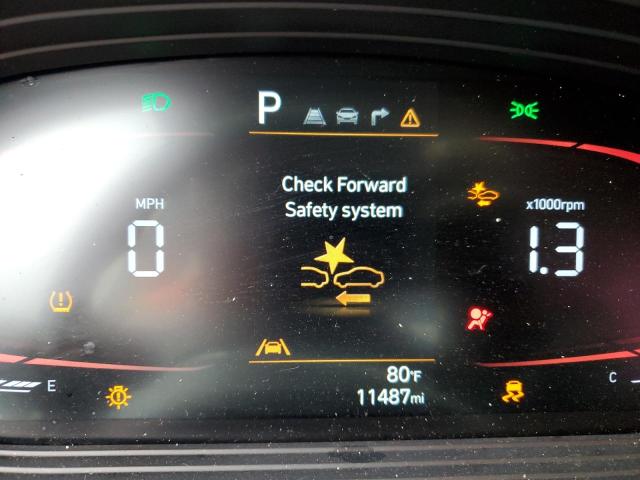 P
Check Forward
Safety system
MPH
0
x1000rpm
1.3
E
C
80°F
11487mi